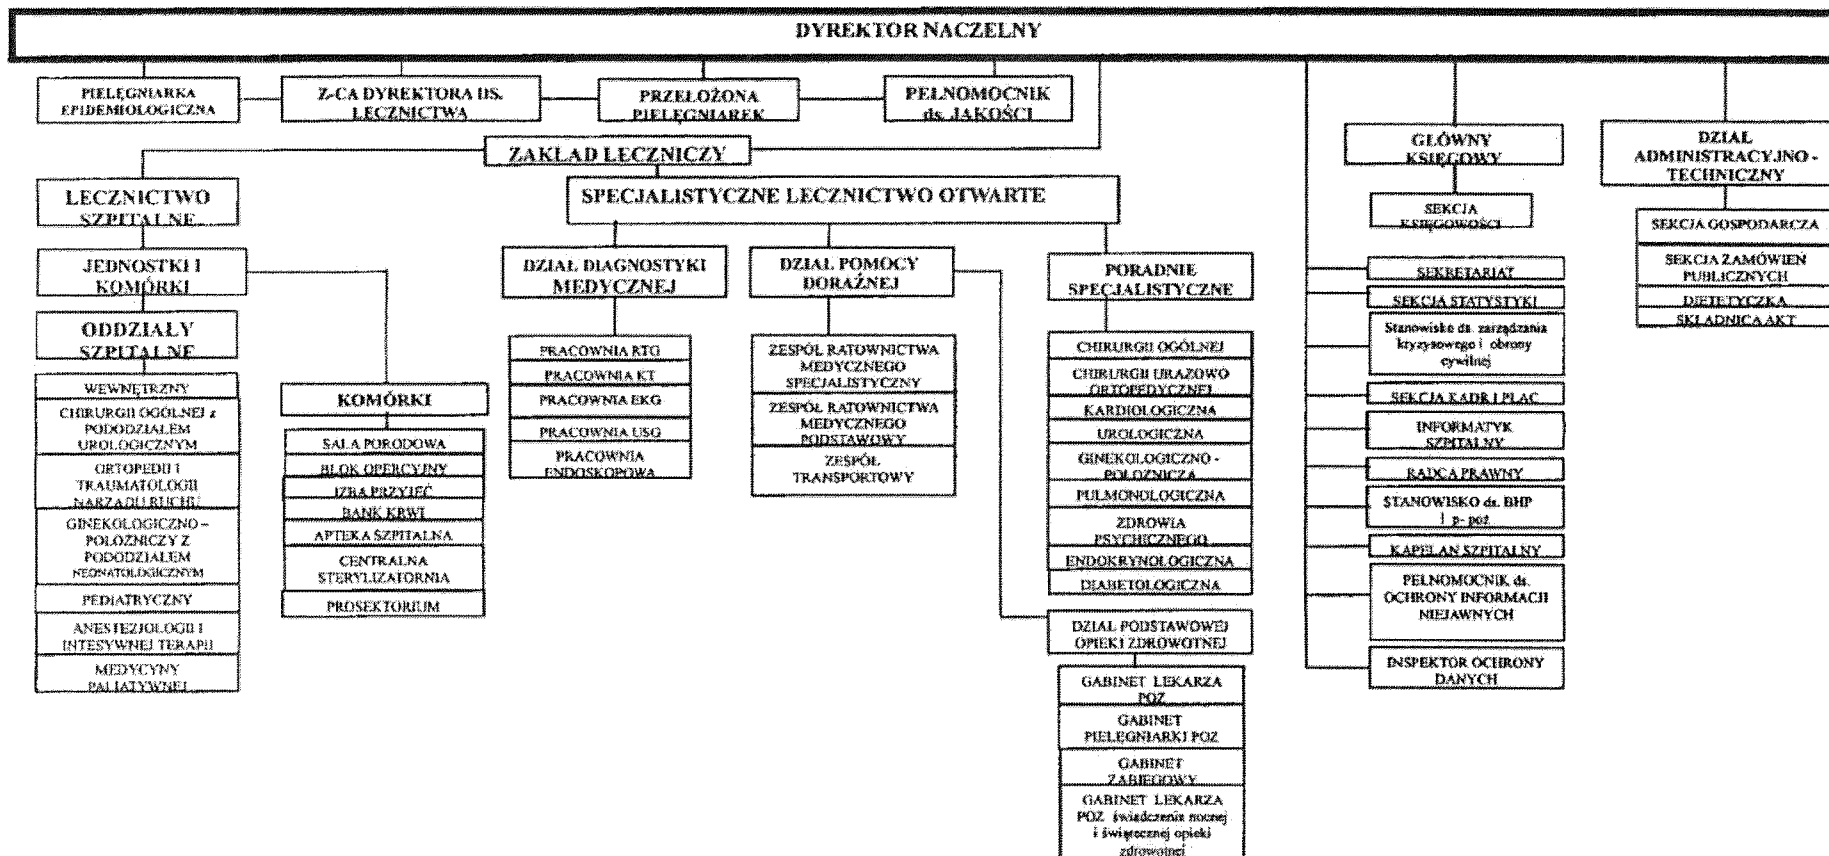 DYREKTOR NACZELNY
PIELĘGNIARKA
EPIDEMIOLOGICZNA
Z-CA DYREKTORA DS.
LECZNICTWA
PRZEŁOŻONA
PIELĘGNIAREK
PEŁNOMOCNIK
ds. JAKOŚCI
ZAKŁAD LECZNICZY
LECZNICTWO
SZPITALNE
SPECJALISTYCZNE LECZNICTWO OTWARTE
GŁÓWNY
KSIĘGOWY
DZIAŁ
ADMINISTRACYJNO -
TECHNICZNY
JEDNOSTKI I
KOMÓRKI
ODDZIAŁY
SZPITALNE
WEWNĘTRZNY
CHIRURGII OGÓLNEJ z
PODODZIAŁEM
UROLOGICZNYM
ORTOPEDII I
TRAUMATOLOGII
NARZĄDU RUCHU
GINEKOLOGICZNO –
POŁOŻNICZY Z
PODODZIAŁEM
NEONATOLOGICZNYM
PEDIATRYCZNY
ANESTEZJOLOGII I
INTESYWNEJ TERAPII
MEDYCYNY
PALIATYWNEJ
KOMÓRKI
SALA PORODOWA
BLOK OPERCYJNY
IZBA PRZYJĘĆ
BANK KRWI
APTEKA SZPITALNA
CENTRALNA
STERYLIZATORNIA
PROSEKTORIUM
DZIAŁ DIAGNOSTYKI
MEDYCZNEJ
PRACOWNIA RTG
PRACOWNIA KT
PRACOWNIA EKG
PRACOWNIA USG
PRACOWNIA
ENDOSKOPOWA
DZIAŁ POMOCY
DORAŹNEJ
ZESPÓŁ RATOWNICTWA
MEDYCZNEGO
SPECJALISTYCZNY
ZESPÓŁ RATOWNICTWA
MEDYCZNEGO
PODSTAWOWY
ZESPÓŁ
TRANSPORTOWY
PORADNIE
SPECJALISTYCZNE
CHIRURGII OGÓLNEJ
CHIRURGII URAZOWO
ORTOPEDYCZNEJ
KARDIOLOGICZNA
UROLOGICZNA
GINEKOLOGICZNO -
POŁOŻNICZA
PULMONOLOGICZNA
ZDROWIA
PSYCHICZNEGO
ENDOKRYNOLOGICZNA
DIABETOLOGICZNA
DZIAŁ PODSTAWOWEJ
OPIEKI ZDROWOTNEJ
GABINET LEKARZA
POZ
GABINET
PIELĘGNIARKI POZ
GABINET
ZABIEGOWY
GABINET LEKARZA
POZ świadczenia nocnej
i świątecznej opieki
zdrowotnej
SEKCJA
KSIĘGOWOŚCI
SEKRETARIAT
SEKCJA STATYSTYKI
Stanowisko ds. zarządzania
kryzysowego i obrony
cywilnej
SEKCJA KADR I PŁAC
INFORMATYK
SZPITALNY
RADCA PRAWNY
STANOWISKO ds. BHP
I p- poż
KAPELAN SZPITALNY
PEŁNOMOCNIK ds.
OCHRONY INFORMACJI
NIEJAWNYCH
INSPEKTOR OCHRONY
DANYCH
SEKCJA GOSPODARCZA
SEKCJA ZAMÓWIEŃ
PUBLICZNYCH
DIETETYCZKA
SKŁADNICA AKT